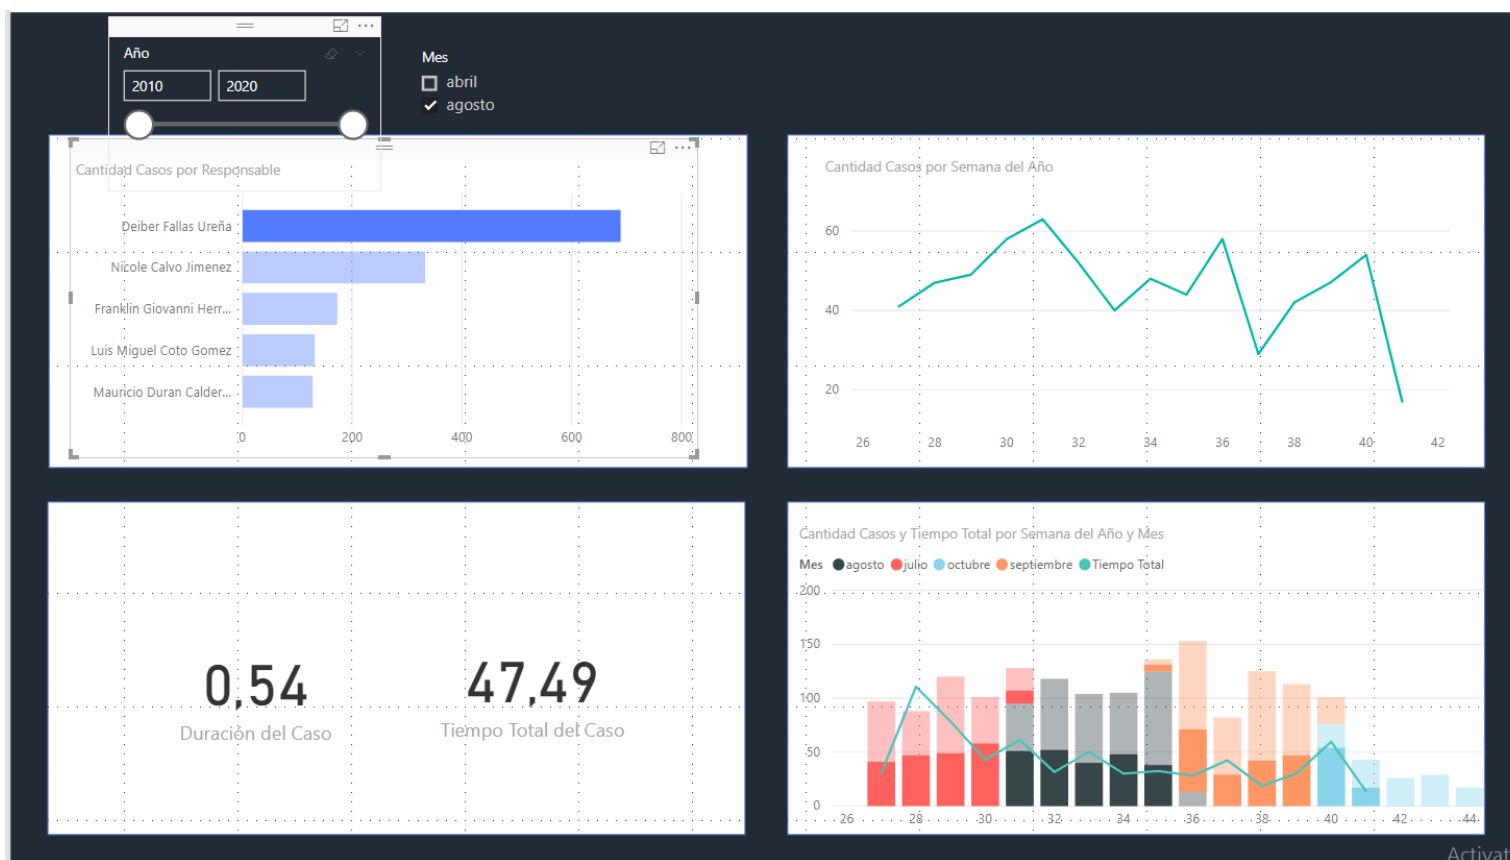 Año
2010
2020
Mes
abril
agosto
Cantidad Casos por Responsable
Deiber Fallas Ureña
Nicole Calvo Jimenez
Franklin Giovanni Herr...
Luis Miguel Coto Gomez
Mauricio Duran Calder...
0 200 400 600 800
Cantidad Casos por Semana del Año
60
40
20
26 28 30 32 34 36 38 40 42
0,54
Duración del Caso
47,49
Tiempo Total del Caso
Cantidad Casos y Tiempo Total por Semana del Año y Mes
Mes agosto julio octubre septiembre Tiempo Total
200
150
100
50
0
26 28 30 32 34 36 38 40 42 44
Activat